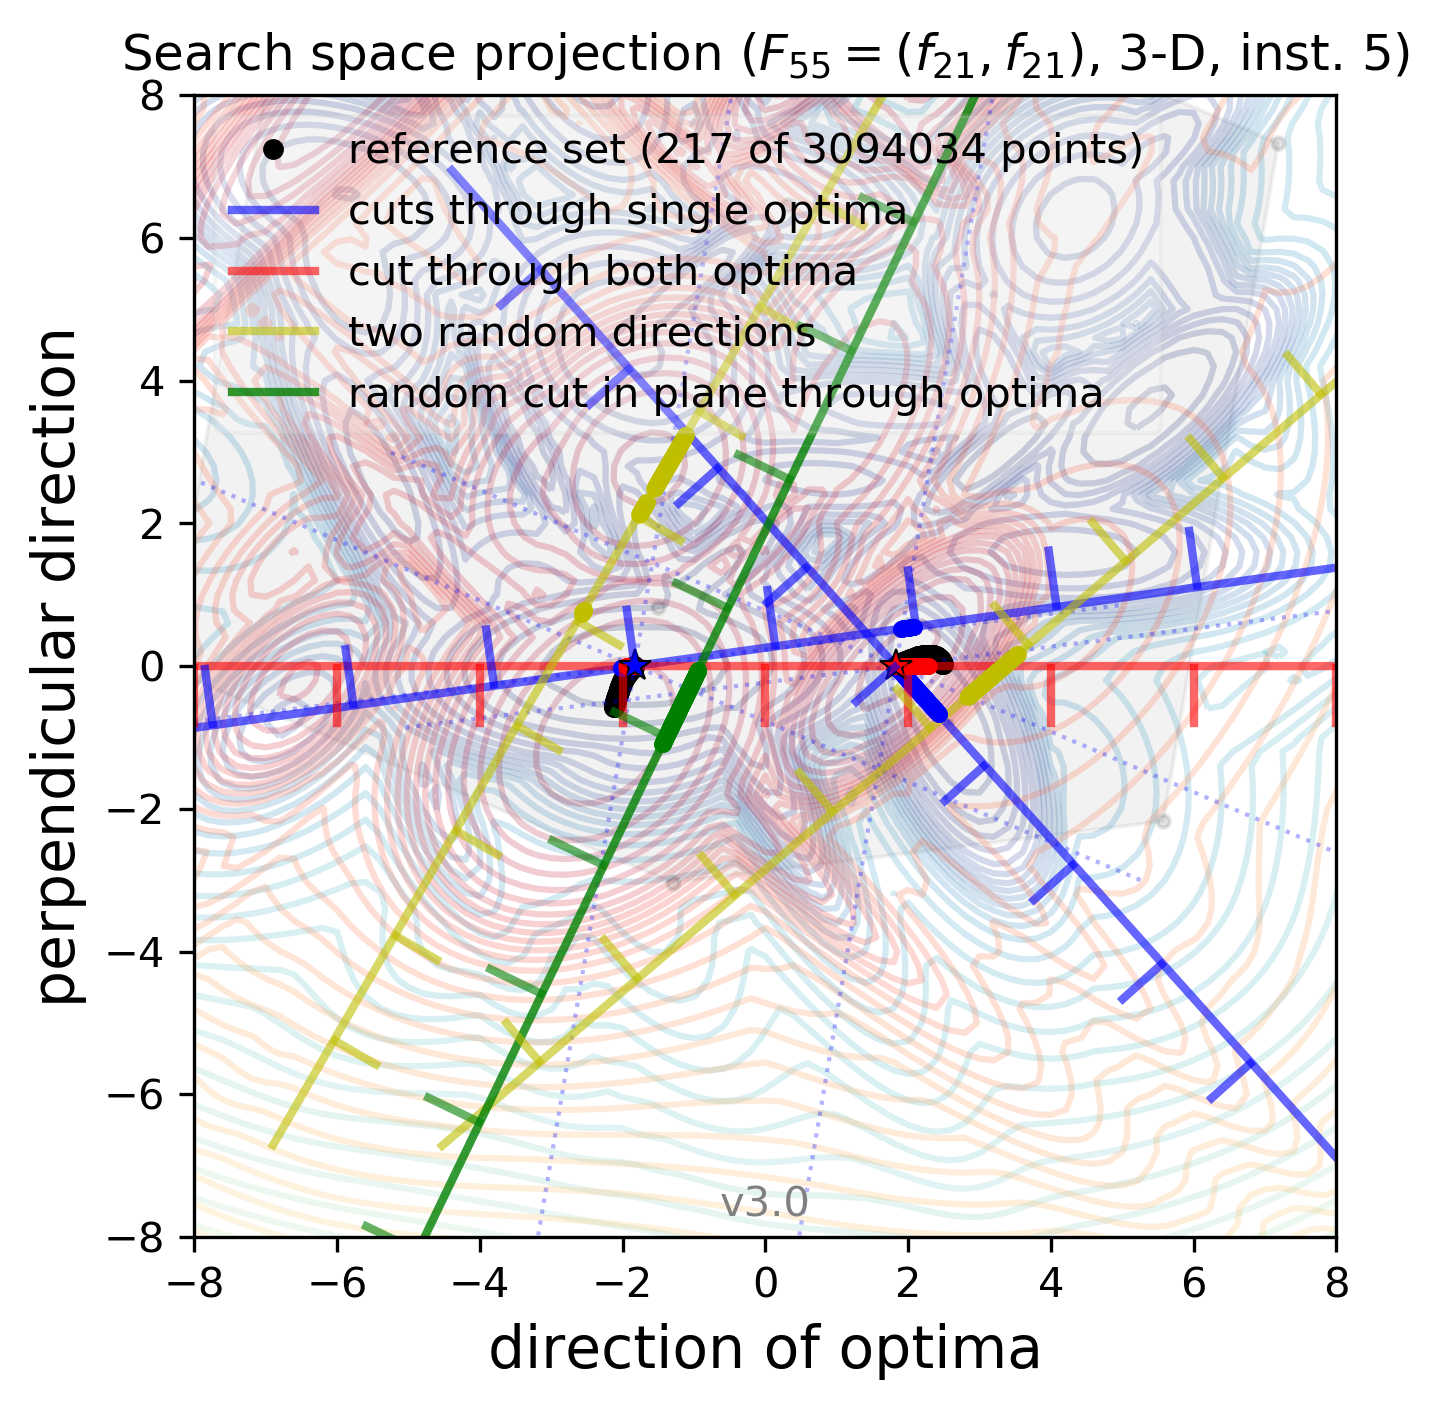 Search space projection (F₅₅ = (f₂₁, f₂₁), 3-D, inst. 5)
reference set (217 of 3094034 points)
cuts through single optima
cut through both optima
two random directions
random cut in plane through optima
8
6
4
2
0
−2
−4
−6
−8
perpendicular direction
v3.0
−8 −6 −4 −2 0 2 4 6 8
direction of optima